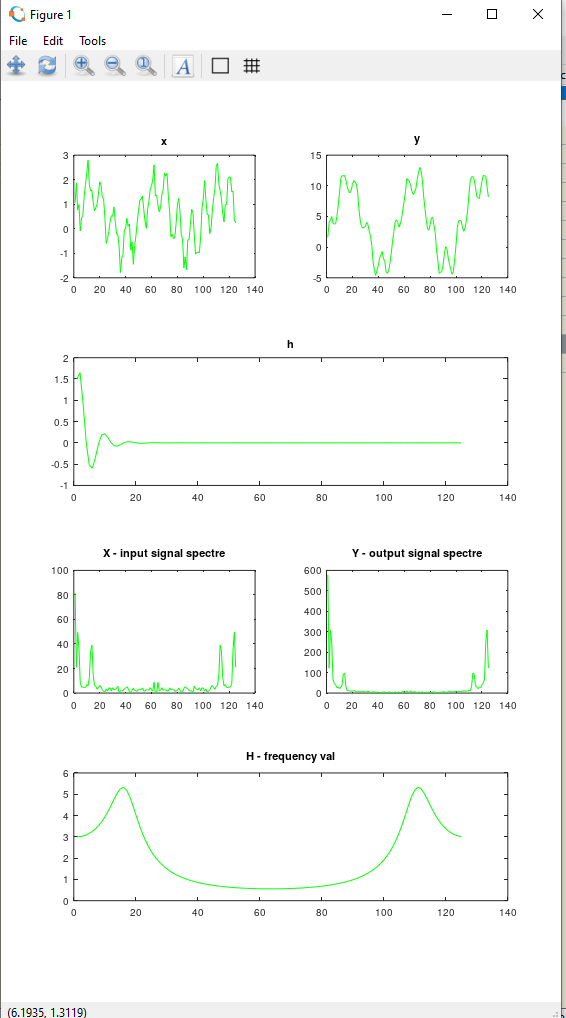 Figure 1
File Edit Tools
A
x
y
3
2
1
0
-1
-2
0 20 40 60 80 100 120 140
15
10
5
0
-5
0 20 40 60 80 100 120 140
h
2
1.5
1
0.5
0
-0.5
-1
0 20 40 60 80 100 120 140
X - input signal spectre
Y - output signal spectre
100
80
60
40
20
0
0 20 40 60 80 100 120 140
600
500
400
300
200
100
0
0 20 40 60 80 100 120 140
H - frequency val
6
5
4
3
2
1
0
0 20 40 60 80 100 120 140
(6.1935, 1.3119)